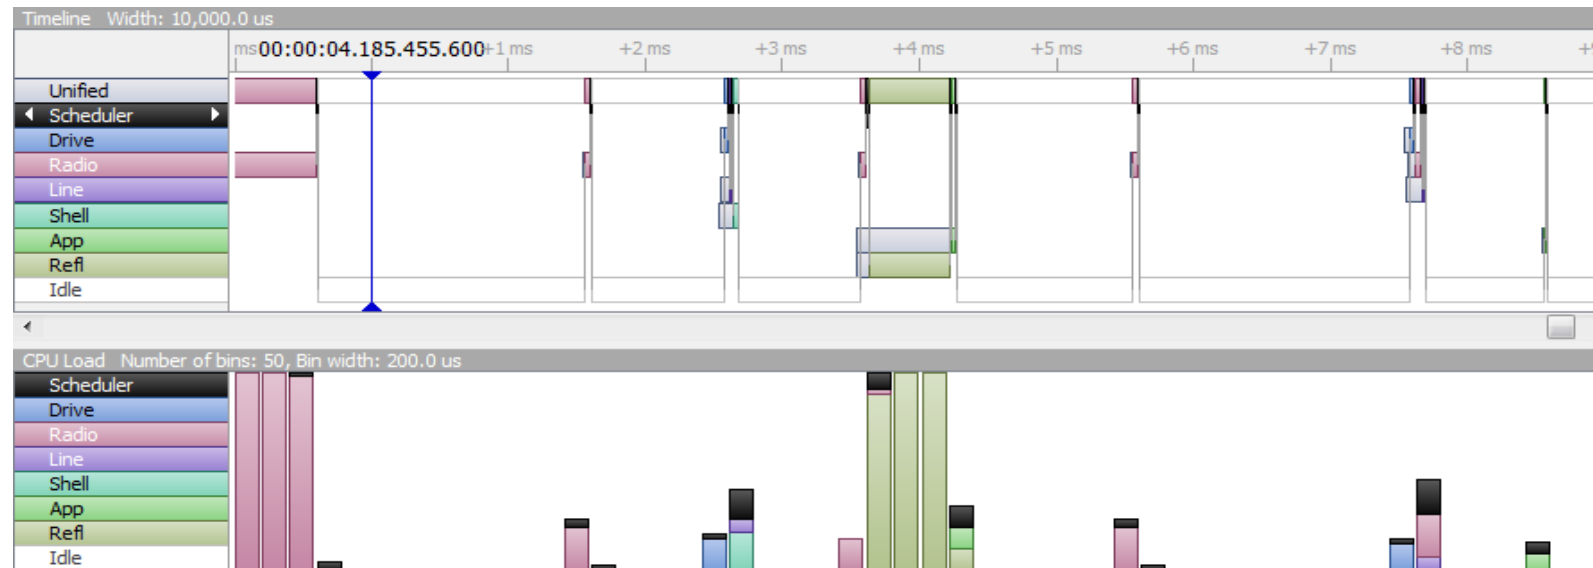 Timeline Width: 10,000.0 us
ms00:00:04.185.455.600+1 ms +2 ms +3 ms +4 ms +5 ms +6 ms +7 ms +8 ms
Unified
Scheduler
Drive
Radio
Line
Shell
App
Refl
Idle
CPU Load Number of bins: 50, Bin width: 200.0 us
Scheduler
Drive
Radio
Line
Shell
App
Refl
Idle